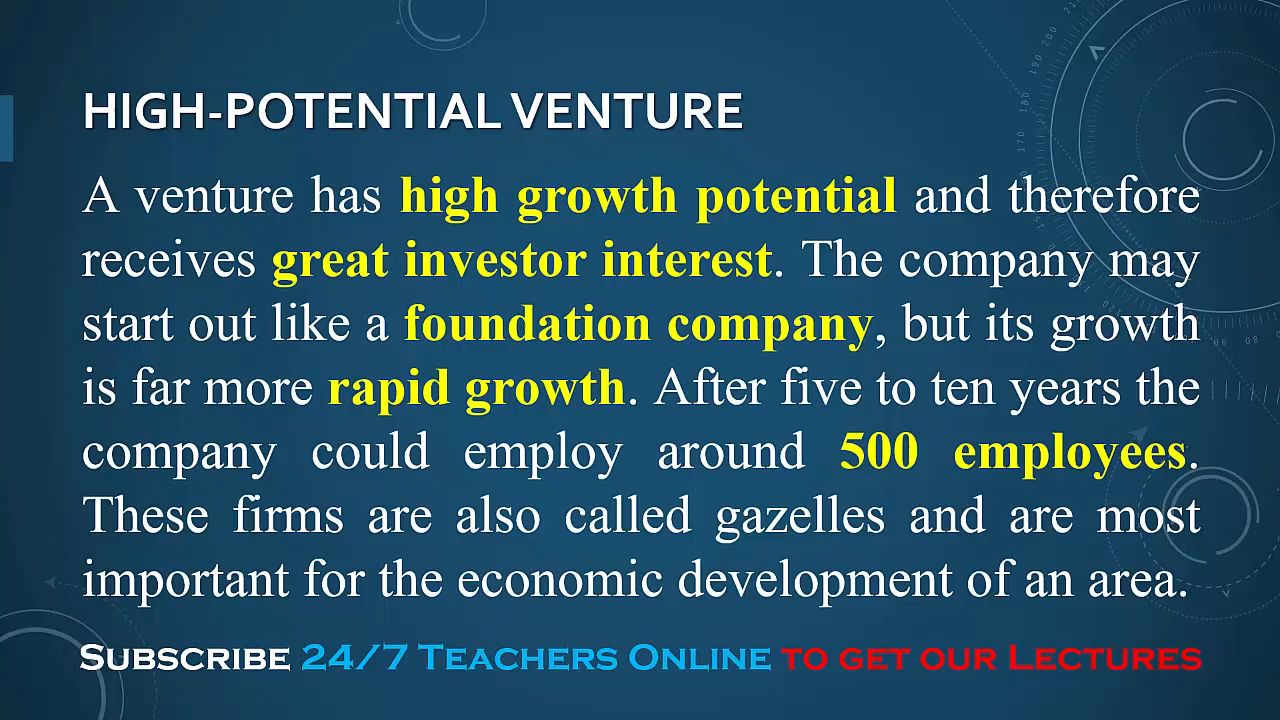 HIGH-POTENTIAL VENTURE
A venture has high growth potential and therefore
receives great investor interest. The company may
start out like a foundation company, but its growth
is far more rapid growth. After five to ten years the
company could employ around 500 employees.
These firms are also called gazelles and are most
important for the economic development of an area.
SUBSCRIBE 24/7 TEACHERS ONLINE TO GET OUR LECTURES